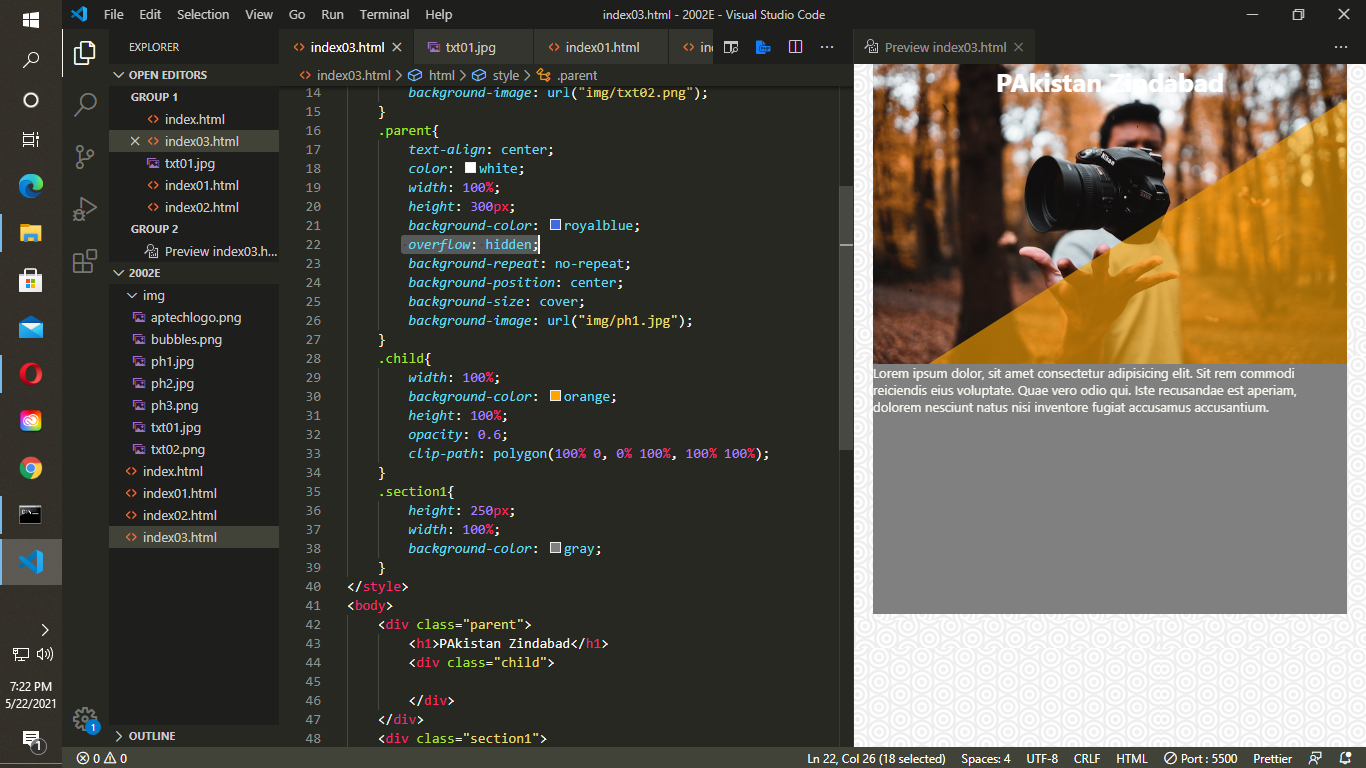 File Edit Selection View Go Run Terminal Help
index03.html - 2002E - Visual Studio Code
EXPLORER
OPEN EDITORS
GROUP 1
index.html
index03.html
txt01.jpg
index01.html
index02.html
GROUP 2
Preview index03.h...
2002E
img
aptechlogo.png
bubbles.png
ph1.jpg
ph2.jpg
ph3.png
txt01.jpg
txt02.png
index.html
index01.html
index02.html
index03.html
OUTLINE
index03.html txt01.jpg index01.html in
index03.html > html > style > .parent
14 background-image: url("img/txt02.png");
15 }
16 .parent{
17 text-align: center;
18 color: white;
19 width: 100%;
20 height: 300px;
21 background-color: royalblue;
22 overflow: hidden;
23 background-repeat: no-repeat;
24 background-position: center;
25 background-size: cover;
26 background-image: url("img/ph1.jpg");
27 }
28 .child{
29 width: 100%;
30 background-color: orange;
31 height: 100%;
32 opacity: 0.6;
33 clip-path: polygon(100% 0, 0% 100%, 100% 100%);
34 }
35 .section1{
36 height: 250px;
37 width: 100%;
38 background-color: gray;
39 }
40 </style>
41 <body>
42 <div class="parent">
43 <h1>PAkistan Zindabad</h1>
44 <div class="child">
45
46 </div>
47 </div>
48 <div class="section1">
Preview index03.html
PAkistan Zindabad
Nikon
Lorem ipsum dolor, sit amet consectetur adipisicing elit. Sit rem commodi
reiciendis eius voluptate. Quae vero odio qui. Iste recusandae est aperiam,
dolorem nesciunt natus nisi inventore fugiat accusamus accusantium.
7:22 PM
5/22/2021
1
1
0 0
Ln 22, Col 26 (18 selected) Spaces: 4 UTF-8 CRLF HTML Port : 5500 Prettier